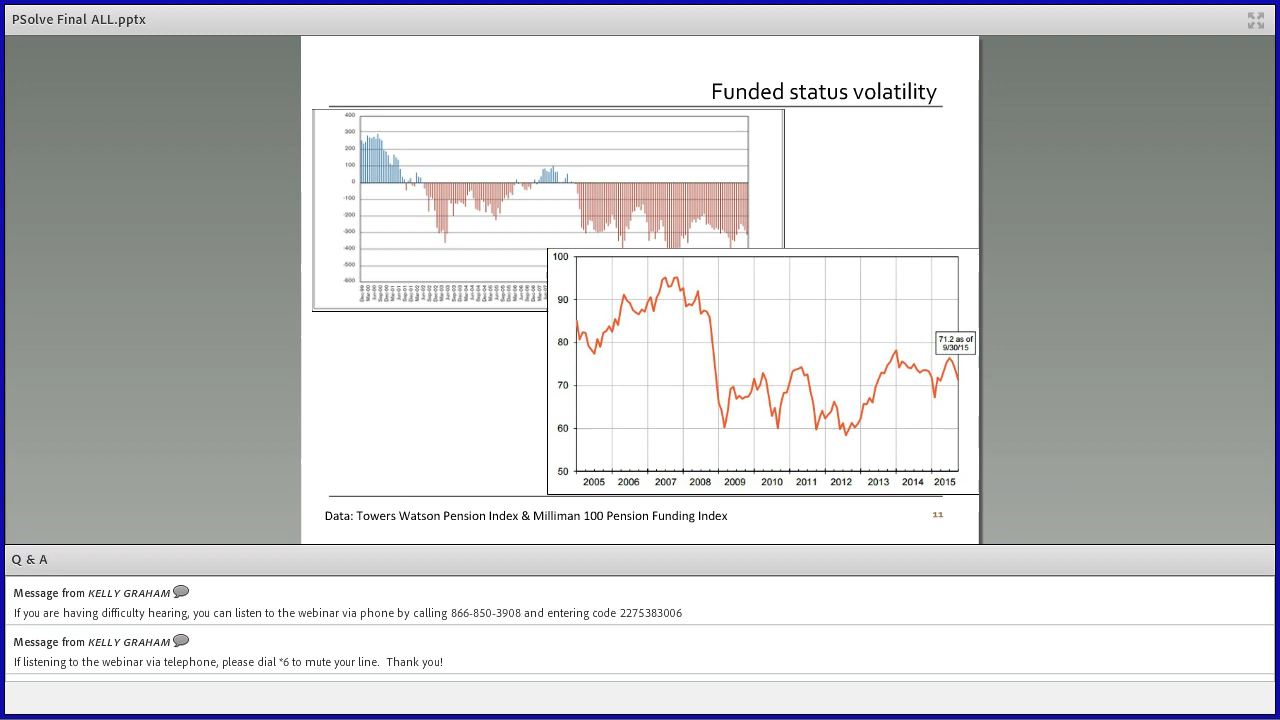 PSolve Final ALL.pptx
Funded status volatility
400
300
200
100
0
-100
-200
-300
-400
-500
-600
100
90
80
70
60
50
71.2 as of
9/30/15
2005 2006 2007 2008 2009 2010 2011 2012 2013 2014 2015
Data: Towers Watson Pension Index & Milliman 100 Pension Funding Index
11
Q & A
Message from KELLY GRAHAM
If you are having difficulty hearing, you can listen to the webinar via phone by calling 866-850-3908 and entering code 2275383006
Message from KELLY GRAHAM
If listening to the webinar via telephone, please dial *6 to mute your line.  Thank you!